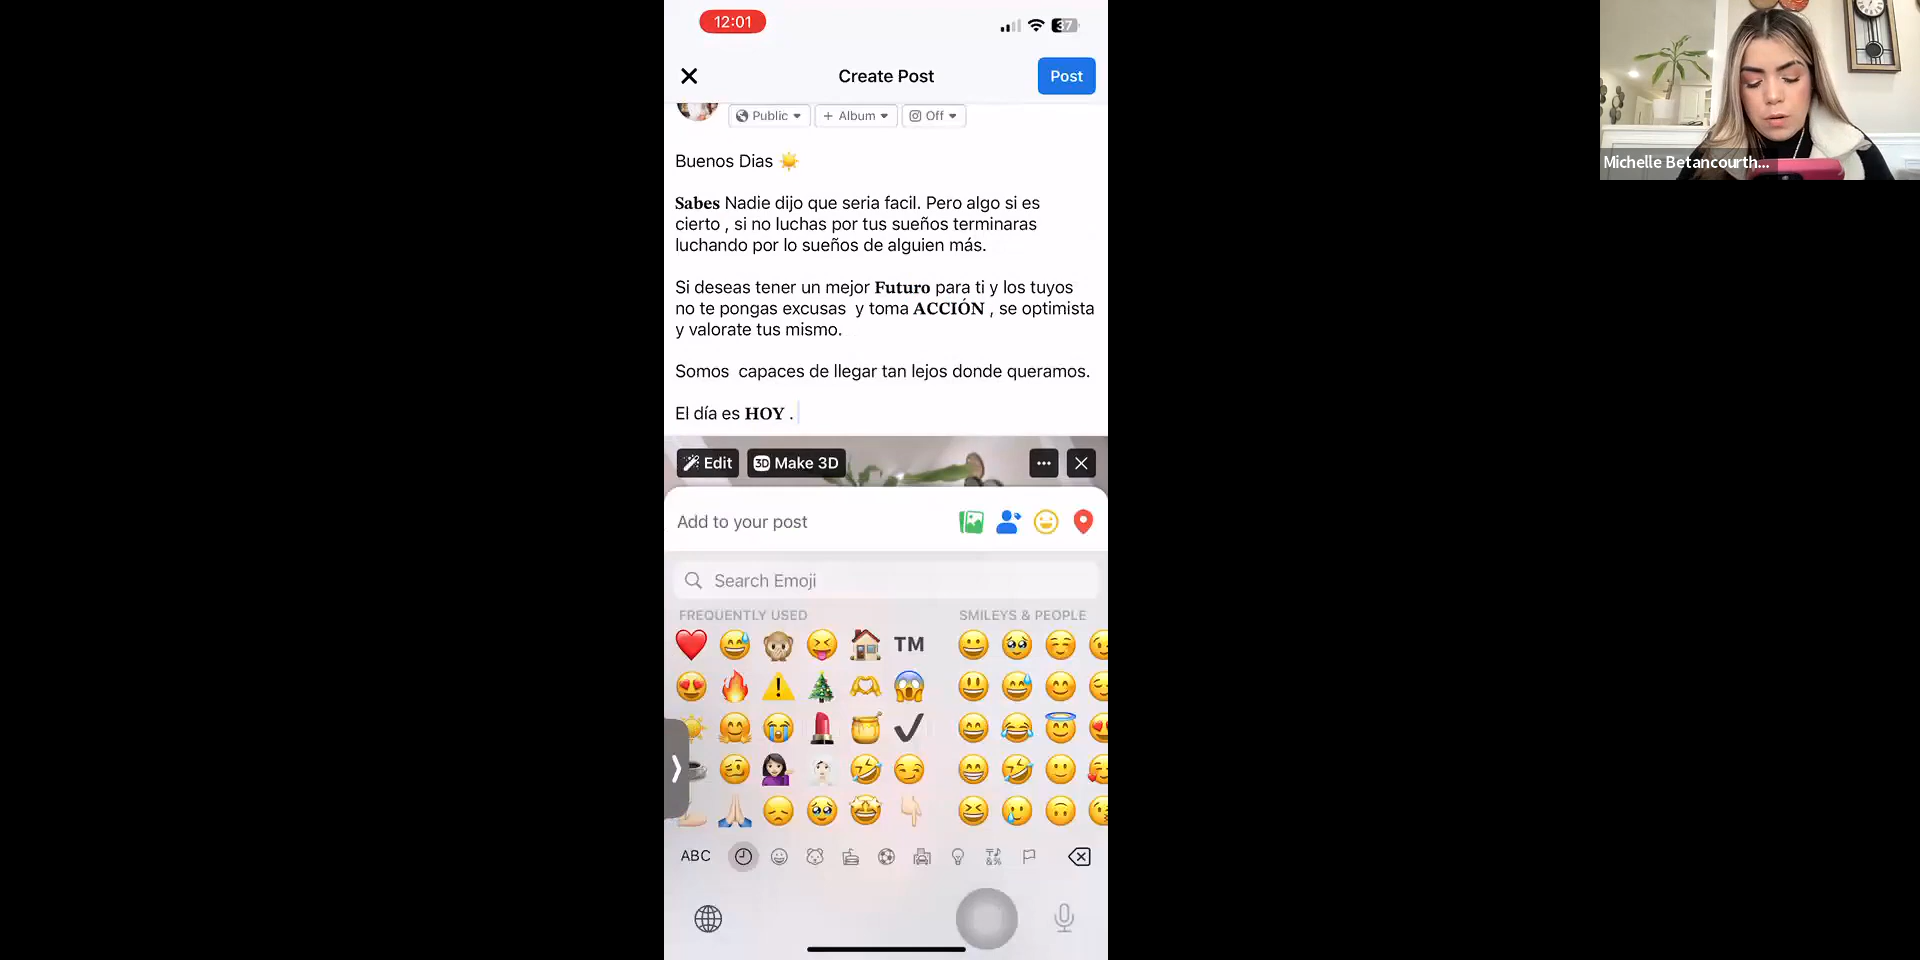 12:01
37
Create Post
Post
Public
+ Album
Off
Buenos Dias
Sabes Nadie dijo que seria facil. Pero algo si es
cierto , si no luchas por tus sueños terminaras
luchando por lo sueños de alguien más.
Si deseas tener un mejor Futuro para ti y los tuyos
no te pongas excusas  y toma ACCIÓN , se optimista
y valorate tus mismo.
Somos  capaces de llegar tan lejos donde queramos.
El día es HOY .
Edit
3D Make 3D
Add to your post
Search Emoji
FREQUENTLY USED
SMILEYS & PEOPLE
TM
ABC
Michelle Betancourth...